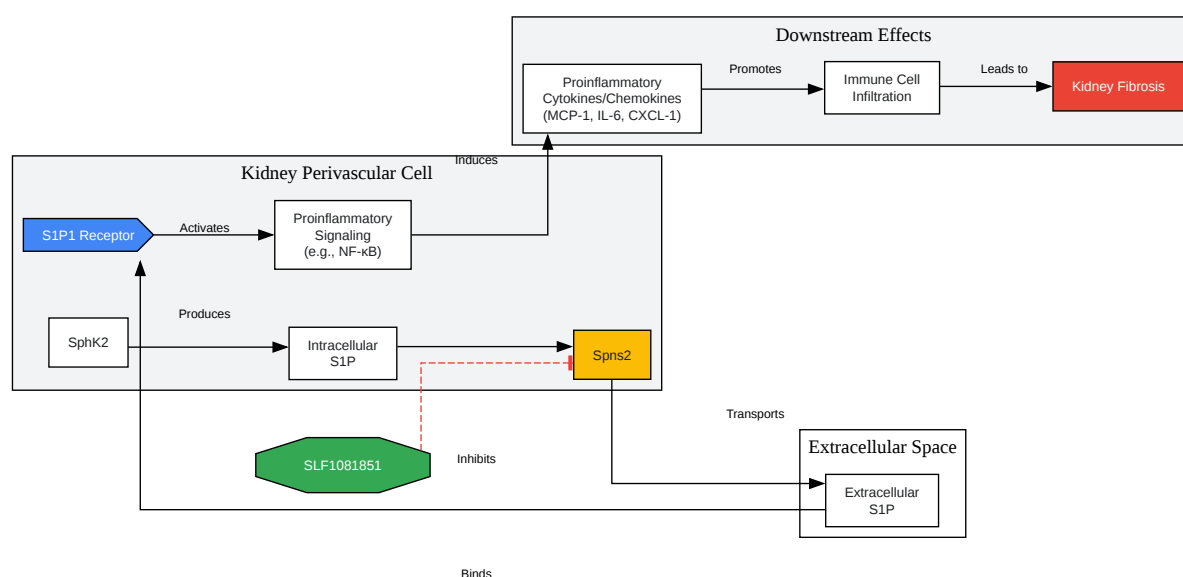 Downstream Effects
Proinflammatory
Cytokines/Chemokines
(MCP-1, IL-6, CXCL-1)
Promotes
Immune Cell
Infiltration
Leads to
Kidney Fibrosis
Induces
Kidney Perivascular Cell
S1P1 Receptor
Activates
Proinflammatory
Signaling
(e.g., NF-κB)
SphK2
Produces
Intracellular
S1P
Spns2
Transports
SLF1081851
Inhibits
Extracellular Space
Extracellular
S1P
Binds